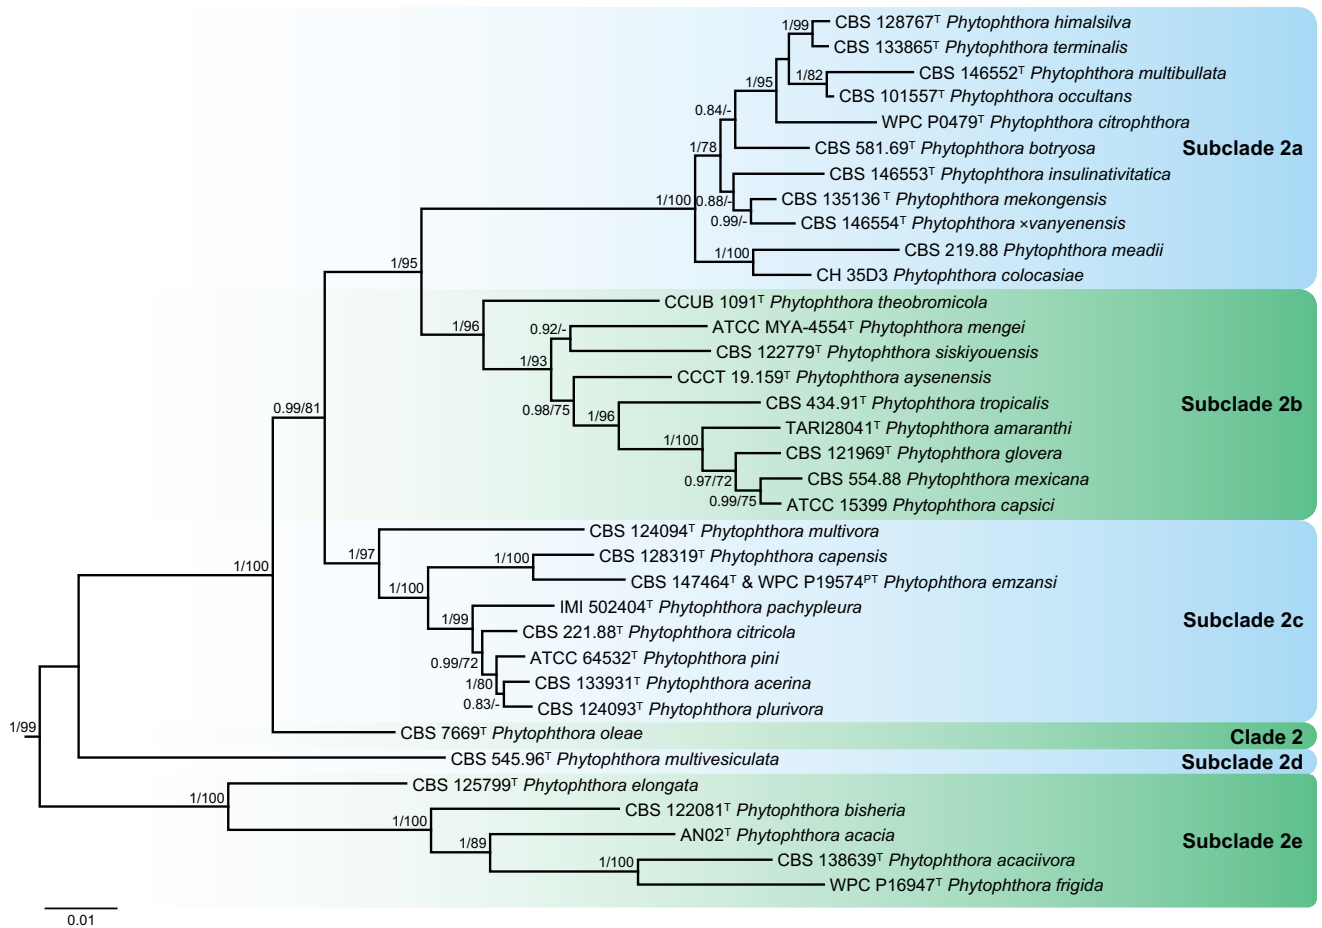 1/99
CBS 128767ᵀ Phytophthora himalsilva
CBS 133865ᵀ Phytophthora terminalis
1/82
CBS 146552ᵀ Phytophthora multibullata
1/95
CBS 101557ᵀ Phytophthora occultans
0.84/-
WPC P0479ᵀ Phytophthora citrophthora
1/78
CBS 581.69ᵀ Phytophthora botryosa
Subclade 2a
CBS 146553ᵀ Phytophthora insulinativitatica
1/100
0.88/-
CBS 135136 ᵀ Phytophthora mekongensis
0.99/-
CBS 146554ᵀ Phytophthora ×vanyenensis
1/100
CBS 219.88 Phytophthora meadii
1/95
CH 35D3 Phytophthora colocasiae
CCUB 1091ᵀ Phytophthora theobromicola
1/96
0.92/-
ATCC MYA-4554ᵀ Phytophthora mengei
CBS 122779ᵀ Phytophthora siskiyouensis
1/93
CCCT 19.159ᵀ Phytophthora aysenensis
0.99/81
0.98/75
1/96
CBS 434.91ᵀ Phytophthora tropicalis
Subclade 2b
TARI28041ᵀ Phytophthora amaranthi
1/100
CBS 121969ᵀ Phytophthora glovera
0.97/72
CBS 554.88 Phytophthora mexicana
0.99/75
ATCC 15399 Phytophthora capsici
CBS 124094ᵀ Phytophthora multivora
1/97
1/100
CBS 128319ᵀ Phytophthora capensis
1/100
1/100
CBS 147464ᵀ & WPC P19574ᴾᵀ Phytophthora emzansi
IMI 502404ᵀ Phytophthora pachypleura
1/99
Subclade 2c
CBS 221.88ᵀ Phytophthora citricola
0.99/72
ATCC 64532ᵀ Phytophthora pini
1/80
CBS 133931ᵀ Phytophthora acerina
0.83/-
CBS 124093ᵀ Phytophthora plurivora
1/99
CBS 7669ᵀ Phytophthora oleae
Clade 2
CBS 545.96ᵀ Phytophthora multivesiculata
Subclade 2d
CBS 125799ᵀ Phytophthora elongata
1/100
CBS 122081ᵀ Phytophthora bisheria
1/100
AN02ᵀ Phytophthora acacia
1/89
Subclade 2e
1/100
CBS 138639ᵀ Phytophthora acaciivora
WPC P16947ᵀ Phytophthora frigida
0.01